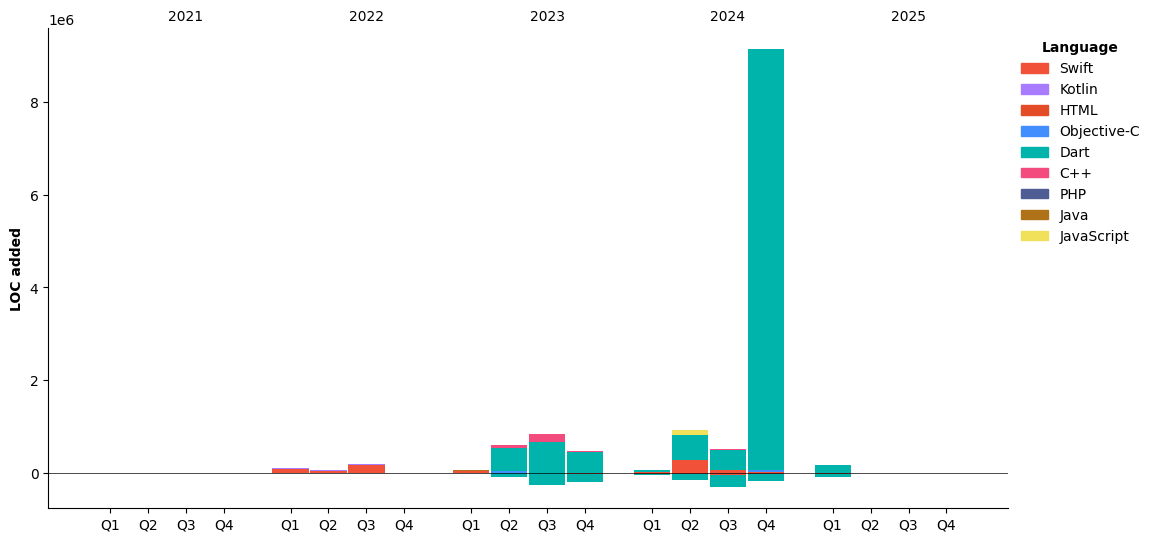 1e6
2021 2022 2023 2024 2025
Language
Swift
Kotlin
HTML
Objective-C
Dart
C++
PHP
Java
JavaScript
LOC added
8
6
4
2
0
Q1 Q2 Q3 Q4 Q1 Q2 Q3 Q4 Q1 Q2 Q3 Q4 Q1 Q2 Q3 Q4 Q1 Q2 Q3 Q4